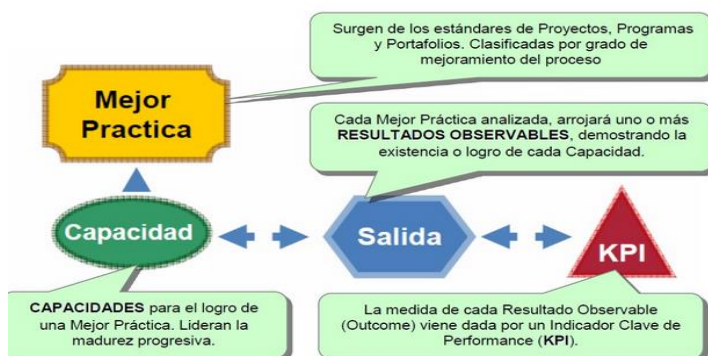 Surgen de los estándares de Proyectos, Programas
y Portafolios. Clasificadas por grado de
mejoramiento del proceso
Mejor
Practica
Cada Mejor Práctica analizada, arrojará uno o más
RESULTADOS OBSERVABLES, demostrando la
existencia o logro de cada Capacidad.
Capacidad
Salida
KPI
CAPACIDADES para el logro de
una Mejor Práctica. Lideran la
madurez progresiva.
La medida de cada Resultado Observable
(Outcome) viene dada por un Indicador Clave de
Performance (KPI).